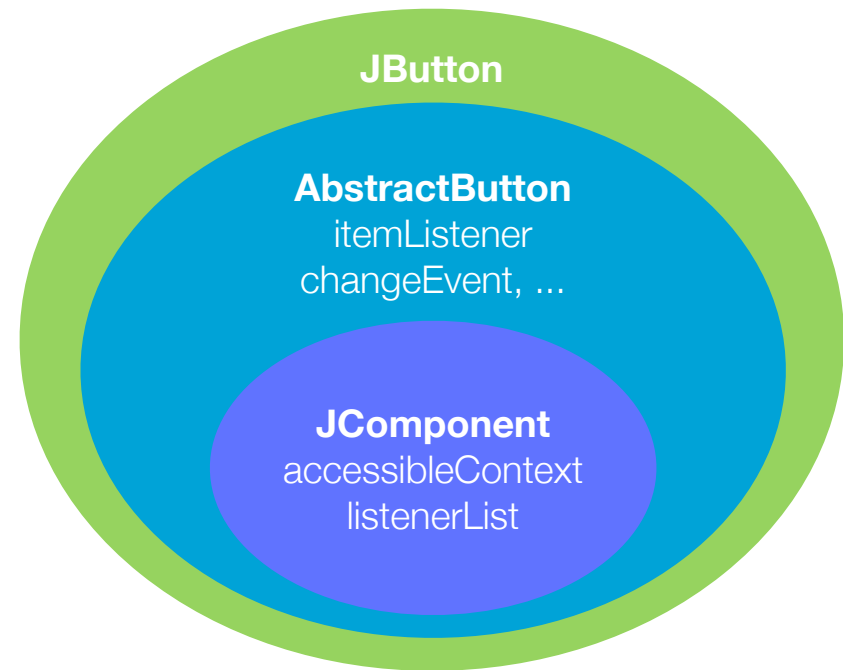 JButton
AbstractButton
itemListener
changeEvent, ...
JComponent
accessibleContext
listenerList